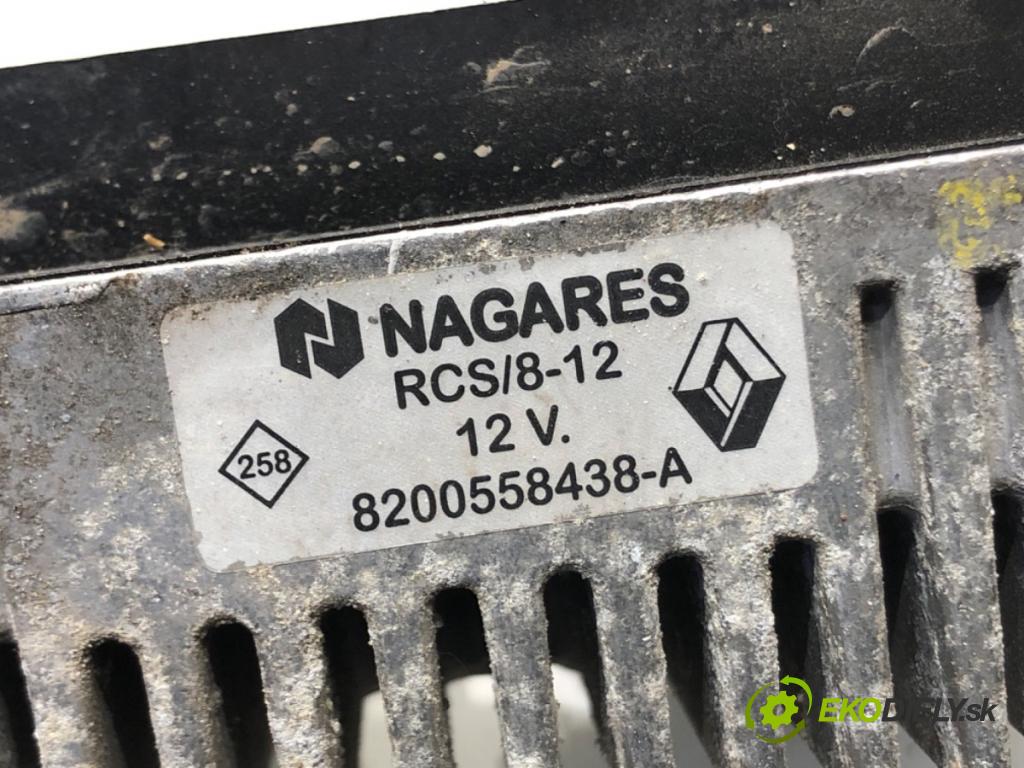 NAGARES
RCS/8-12
12 V.
258
8200558438-A
EKODIELY.sk